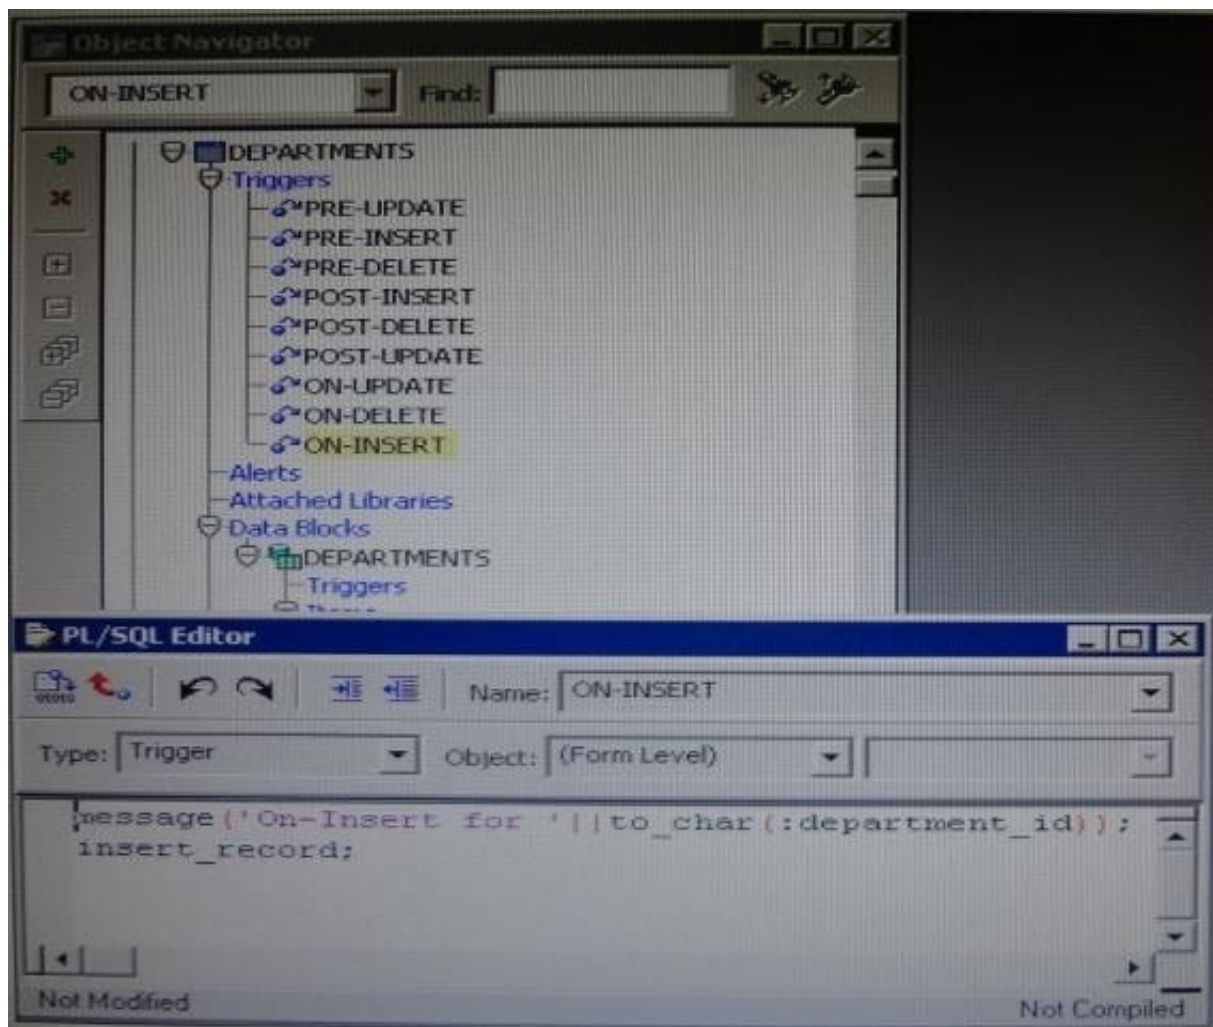 Object Navigator
ON-INSERT Find:
DEPARTMENTS
Triggers
PRE-UPDATE
PRE-INSERT
PRE-DELETE
POST-INSERT
POST-DELETE
POST-UPDATE
ON-UPDATE
ON-DELETE
ON-INSERT
Alerts
Attached Libraries
Data Blocks
DEPARTMENTS
Triggers
PL/SQL Editor
Name: ON-INSERT
Type: Trigger Object: (Form Level)
message('On-Insert for '||to_char(:department_id));
insert_record;
Not Modified Not Compiled